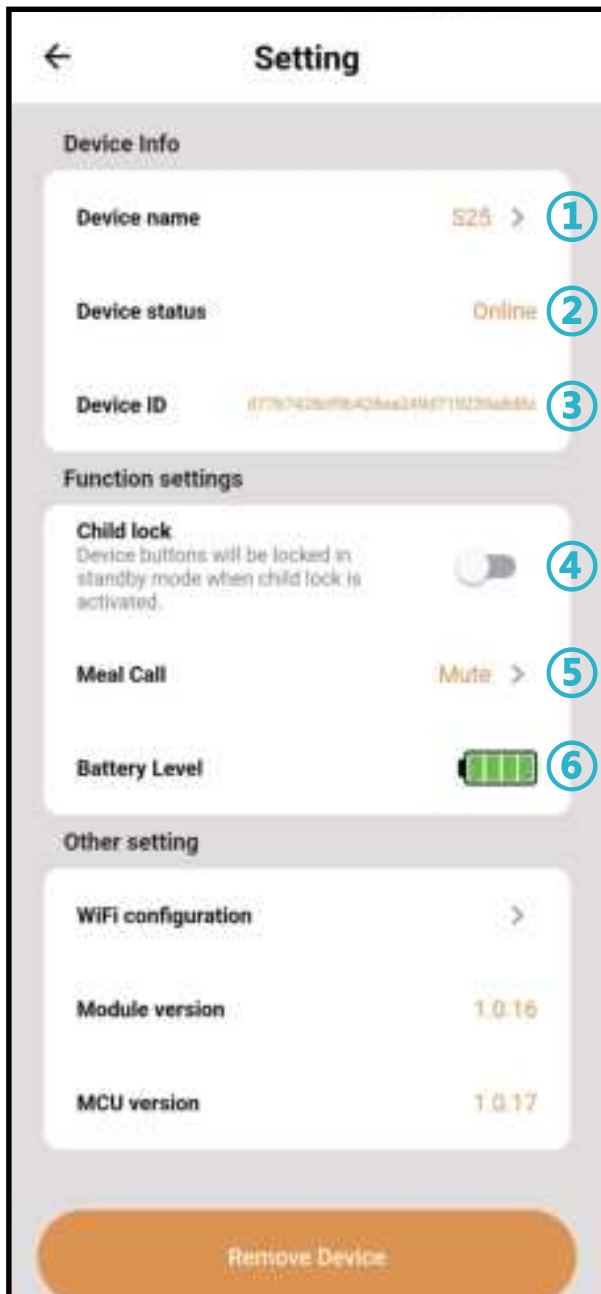 Setting
Device Info
Device name S25 > ①
Device status Online ②
Device ID ③
Function settings
Child lock
Device buttons will be locked in
standby mode when child lock is
activated.
④
Meal Call Mute > ⑤
Battery Level ⑥
Other setting
WiFi configuration >
Module version 1.0.16
MCU version 1.0.17
Remove Device